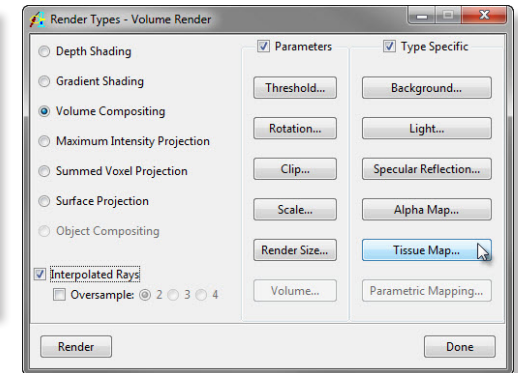 Render Types - Volume Render
Depth Shading
Gradient Shading
Volume Compositing
Maximum Intensity Projection
Summed Voxel Projection
Surface Projection
Object Compositing
Interpolated Rays
Oversample: 2 3 4
Parameters
Threshold...
Rotation...
Clip...
Scale...
Render Size...
Volume...
Type Specific
Background...
Light...
Specular Reflection...
Alpha Map...
Tissue Map...
Parametric Mapping...
Render
Done